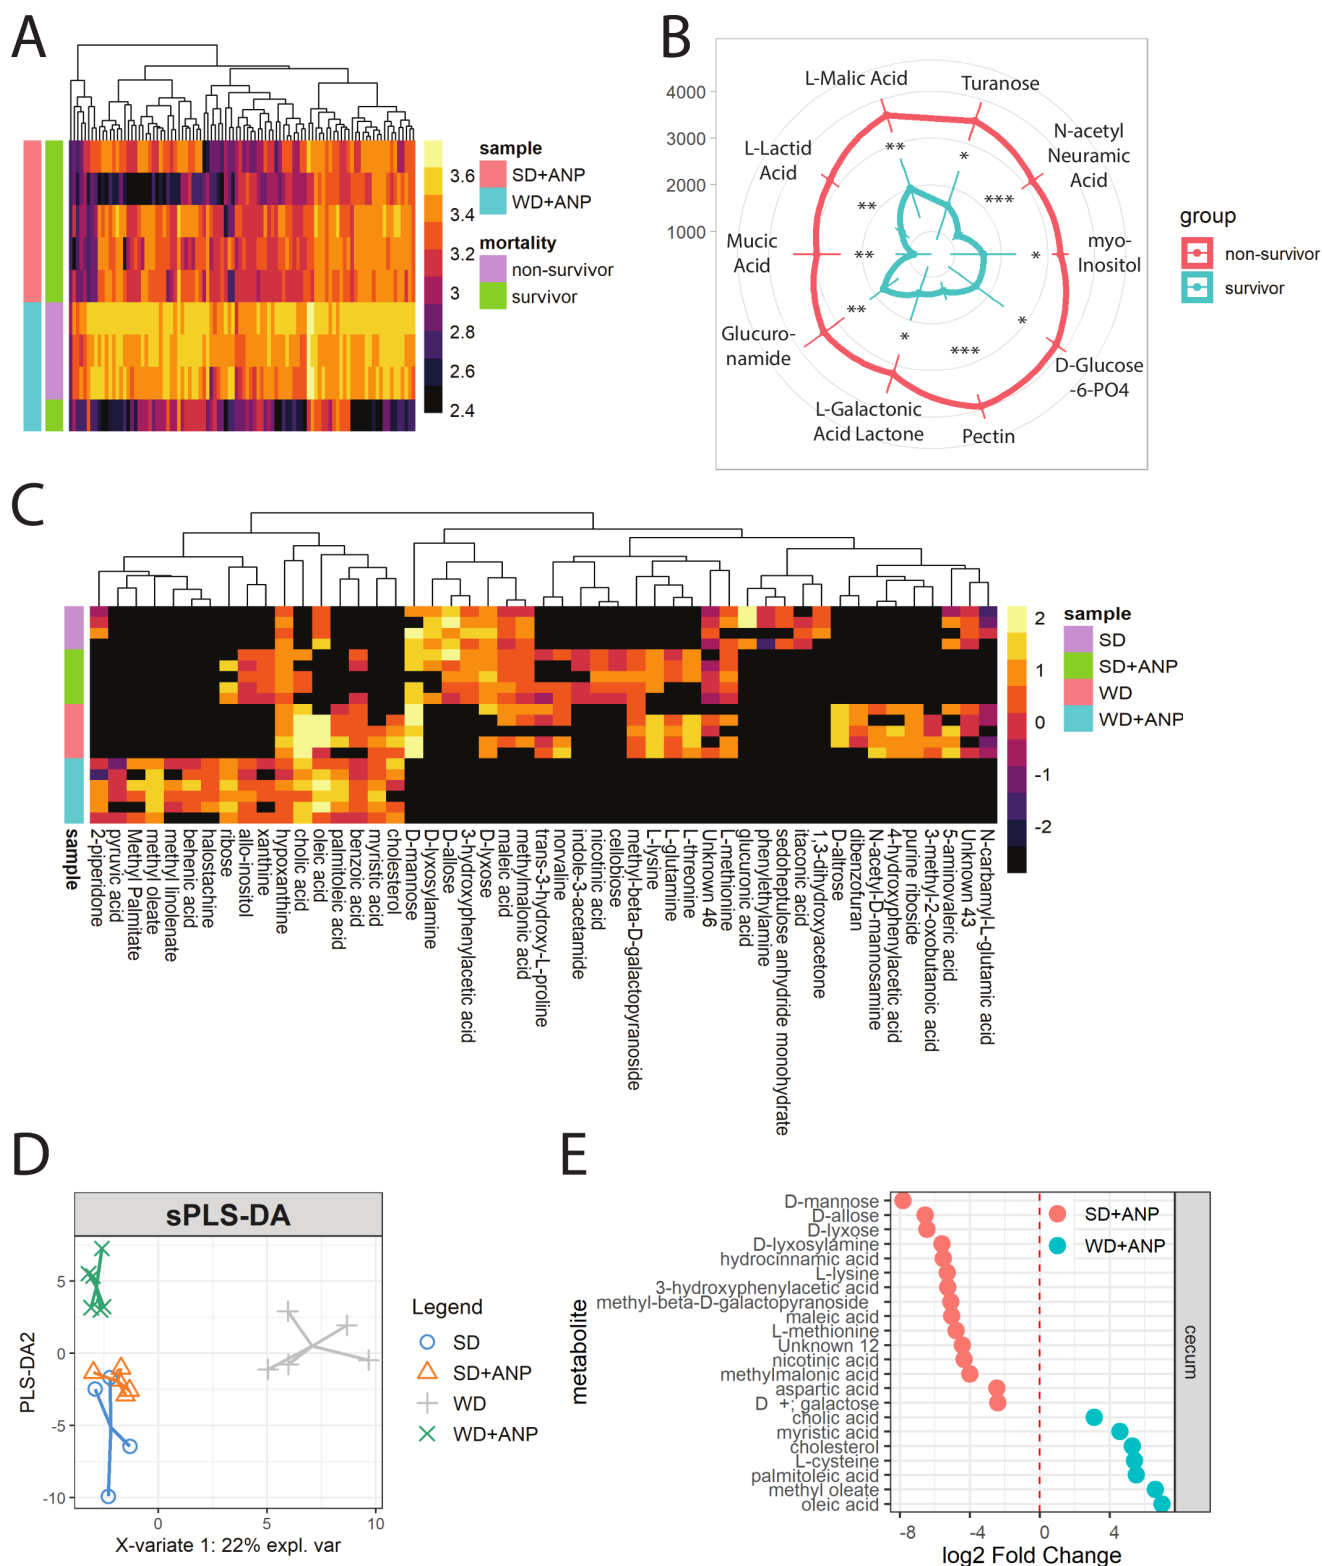 A
sample
SD+ANP
WD+ANP
mortality
non-survivor
survivor
3.6
3.4
3.2
3
2.8
2.6
2.4
B
4000
3000
2000
1000
L-Malic Acid
Turanose
N-acetyl
Neuramic
Acid
myo-
Inositol
D-Glucose
-6-PO4
Pectin
L-Galactonic
Acid Lactone
Glucuro-
namide
Mucic
Acid
L-Lactid
Acid
**
*
***
*
*
***
*
**
**
**
group
non-survivor
survivor
C
2
1
0
-1
-2
sample
SD
SD+ANP
WD
WD+ANP
sample
2-piperidone
pyruvic acid
Methyl Palmitate
methyl oleate
methyl linolenate
behenic acid
halostachine
ribose
allo-inositol
xanthine
hypoxanthine
cholic acid
oleic acid
palmitoleic acid
benzoic acid
myristic acid
cholesterol
D-mannose
D-lyxosylamine
D-allose
3-hydroxyphenylacetic acid
D-lyxose
maleic acid
methylmalonic acid
trans-3-hydroxy-L-proline
norvaline
indole-3-acetamide
nicotinic acid
cellobiose
methyl-beta-D-galactopyranoside
L-lysine
L-glutamine
L-threonine
Unknown 46
L-methionine
glucuronic acid
phenylethylamine
sedoheptulose anhydride monohydrate
itaconic acid
1,3-dihydroxyacetone
D-altrose
dibenzofuran
N-acetyl-D-mannosamine
4-hydroxyphenylacetic acid
purine riboside
3-methyl-2-oxobutanoic acid
5-aminovaleric acid
Unknown 43
N-carbamyl-L-glutamic acid
D
sPLS-DA
PLS-DA2
5
0
-5
-10
0
5
10
X-variate 1: 22% expl. var
Legend
SD
SD+ANP
WD
WD+ANP
E
metabolite
D-mannose
D-allose
D-lyxose
D-lyxosylamine
hydrocinnamic acid
L-lysine
3-hydroxyphenylacetic acid
methyl-beta-D-galactopyranoside
maleic acid
L-methionine
Unknown 12
nicotinic acid
methylmalonic acid
aspartic acid
D +; galactose
cholic acid
myristic acid
cholesterol
L-cysteine
palmitoleic acid
methyl oleate
oleic acid
SD+ANP
WD+ANP
cecum
-8
-4
0
4
log2 Fold Change